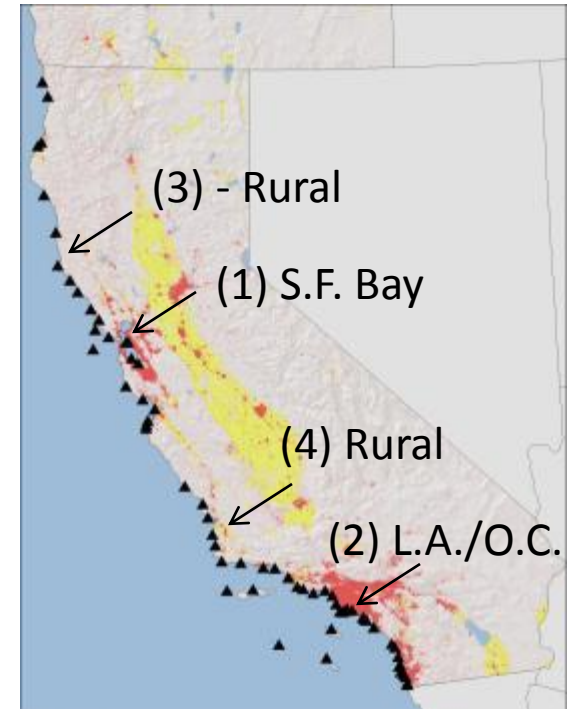 (3) - Rural
(1) S.F. Bay
(4) Rural
(2) L.A./O.C.